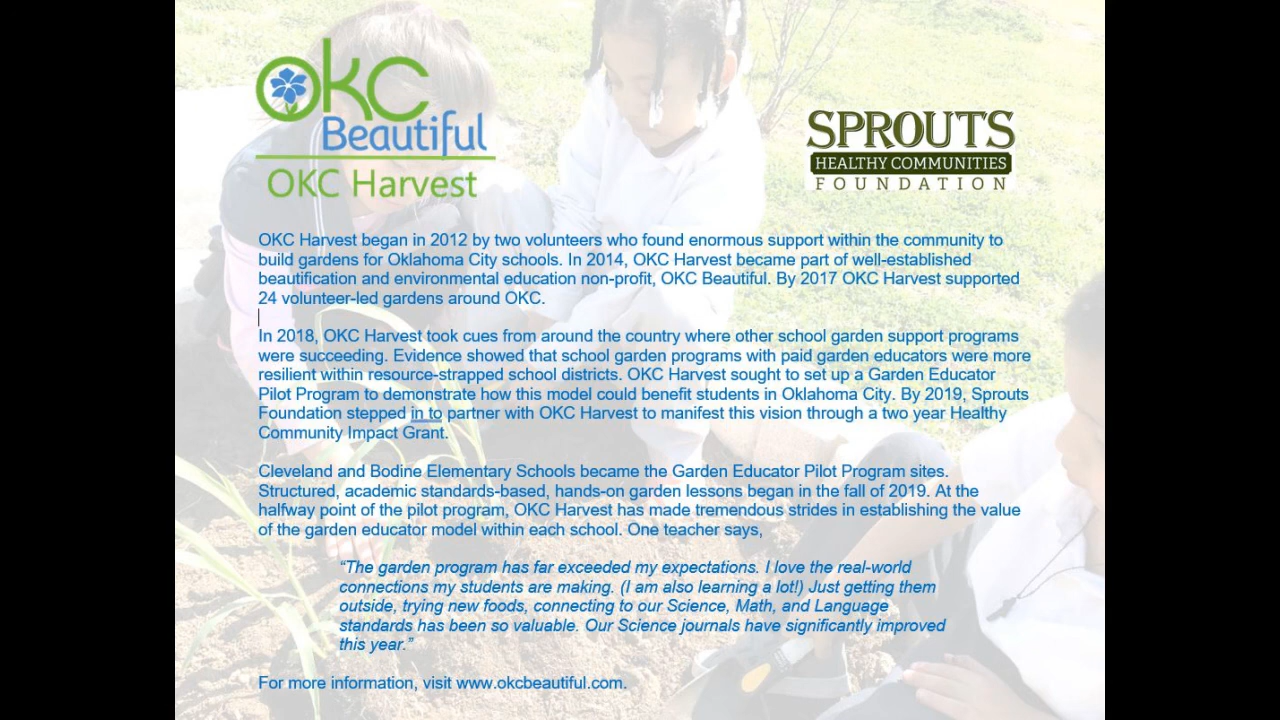 OKC
Beautiful
OKC Harvest
SPROUTS
HEALTHY COMMUNITIES
FOUNDATION
OKC Harvest began in 2012 by two volunteers who found enormous support within the community to
build gardens for Oklahoma City schools. In 2014, OKC Harvest became part of well-established
beautification and environmental education non-profit, OKC Beautiful. By 2017 OKC Harvest supported
24 volunteer-led gardens around OKC.
In 2018, OKC Harvest took cues from around the country where other school garden support programs
were succeeding. Evidence showed that school garden programs with paid garden educators were more
resilient within resource-strapped school districts. OKC Harvest sought to set up a Garden Educator
Pilot Program to demonstrate how this model could benefit students in Oklahoma City. By 2019, Sprouts
Foundation stepped in to partner with OKC Harvest to manifest this vision through a two year Healthy
Community Impact Grant.
Cleveland and Bodine Elementary Schools became the Garden Educator Pilot Program sites.
Structured, academic standards-based, hands-on garden lessons began in the fall of 2019. At the
halfway point of the pilot program, OKC Harvest has made tremendous strides in establishing the value
of the garden educator model within each school. One teacher says,
“The garden program has far exceeded my expectations. I love the real-world
connections my students are making. (I am also learning a lot!) Just getting them
outside, trying new foods, connecting to our Science, Math, and Language
standards has been so valuable. Our Science journals have significantly improved
this year.”
For more information, visit www.okcbeautiful.com.